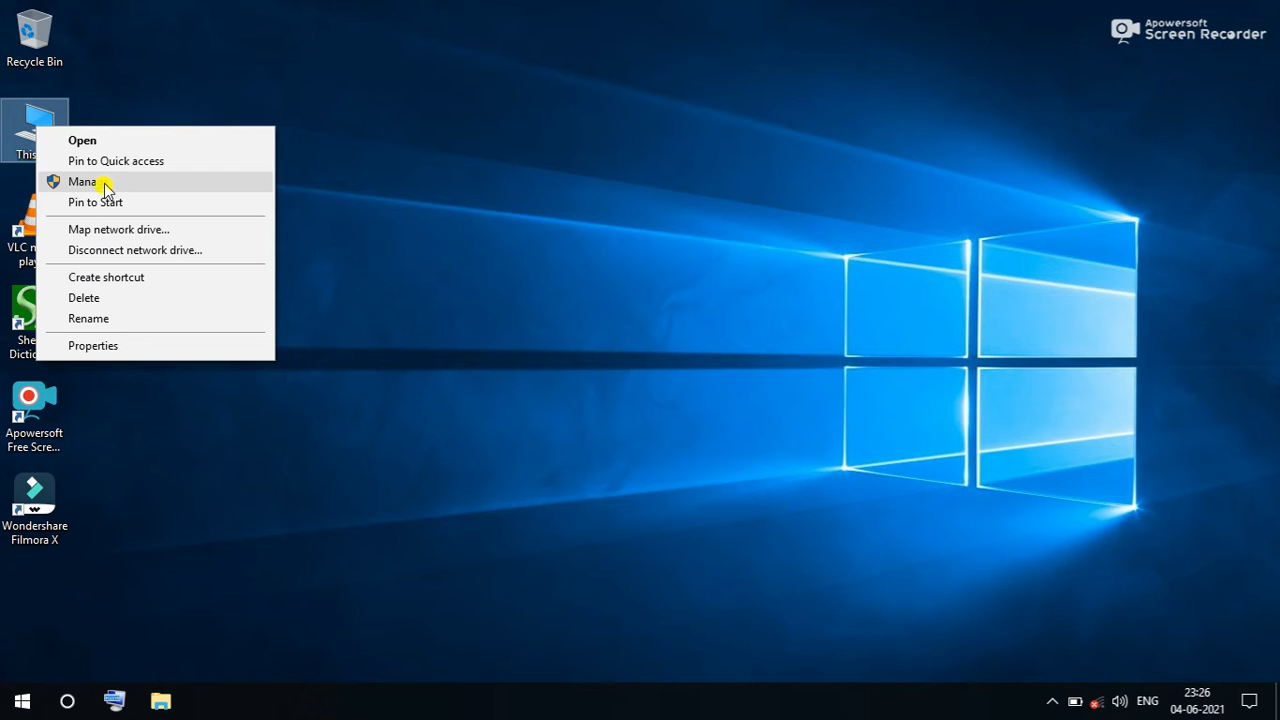 Apowersoft
Screen Recorder
Recycle Bin
This
Open
Pin to Quick access
Mana
Pin to Start
Map network drive...
Disconnect network drive...
Create shortcut
Delete
Rename
Properties
VLC m
play
She
Dictio
Apowersoft
Free Scre...
Wondershare
Filmora X
ENG
23:26
04-06-2021